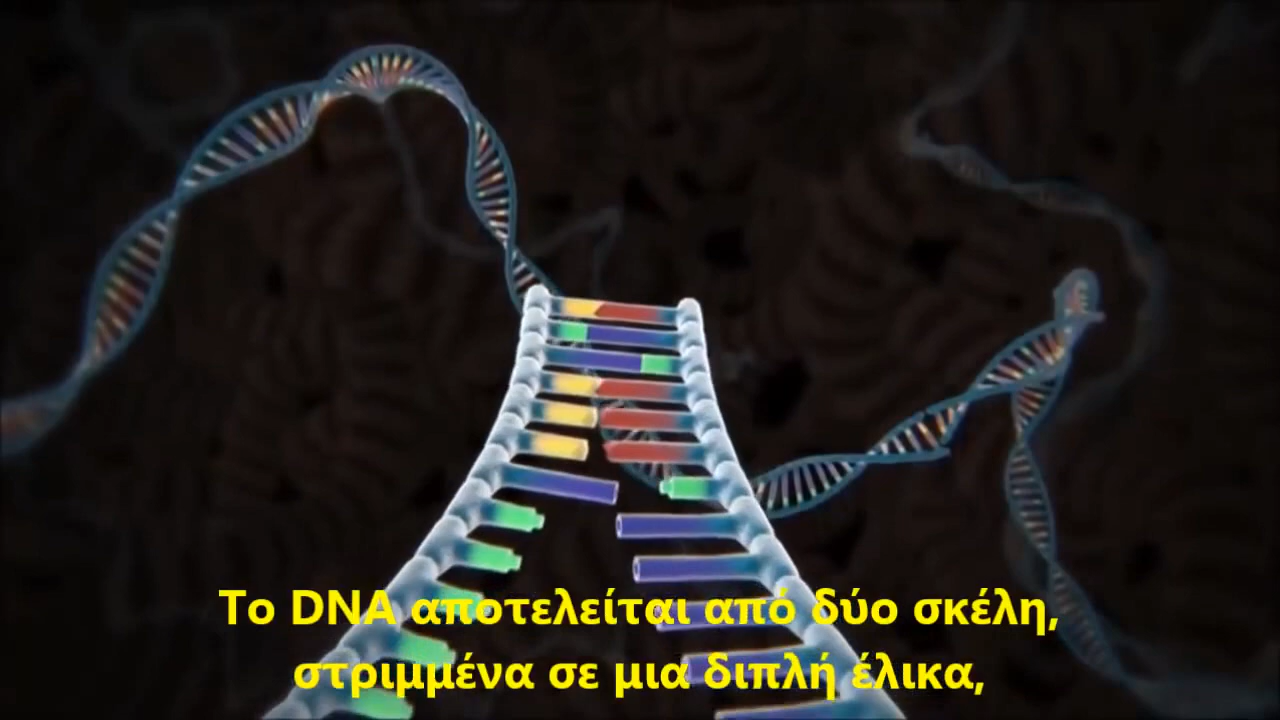 Το DNA αποτελείται από δύο σκέλη,
στριμμένα σε μια διπλή έλικα,